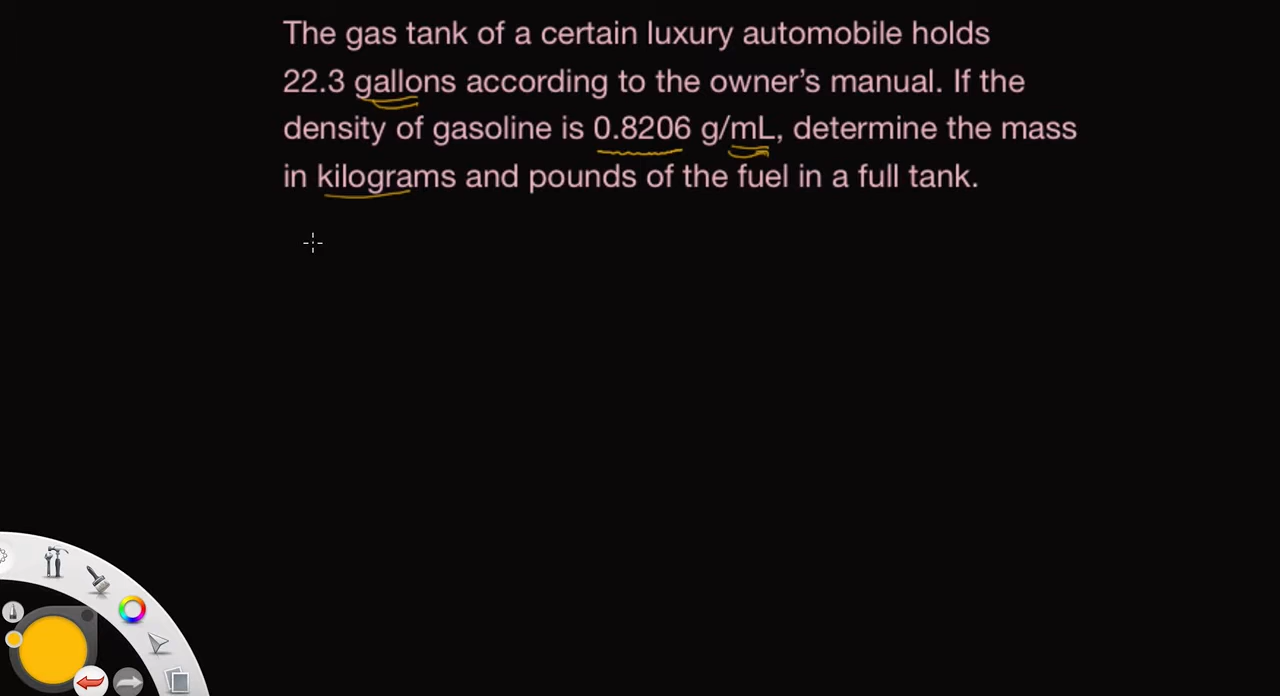 The gas tank of a certain luxury automobile holds
22.3 gallons according to the owner’s manual. If the
density of gasoline is 0.8206 g/mL, determine the mass
in kilograms and pounds of the fuel in a full tank.